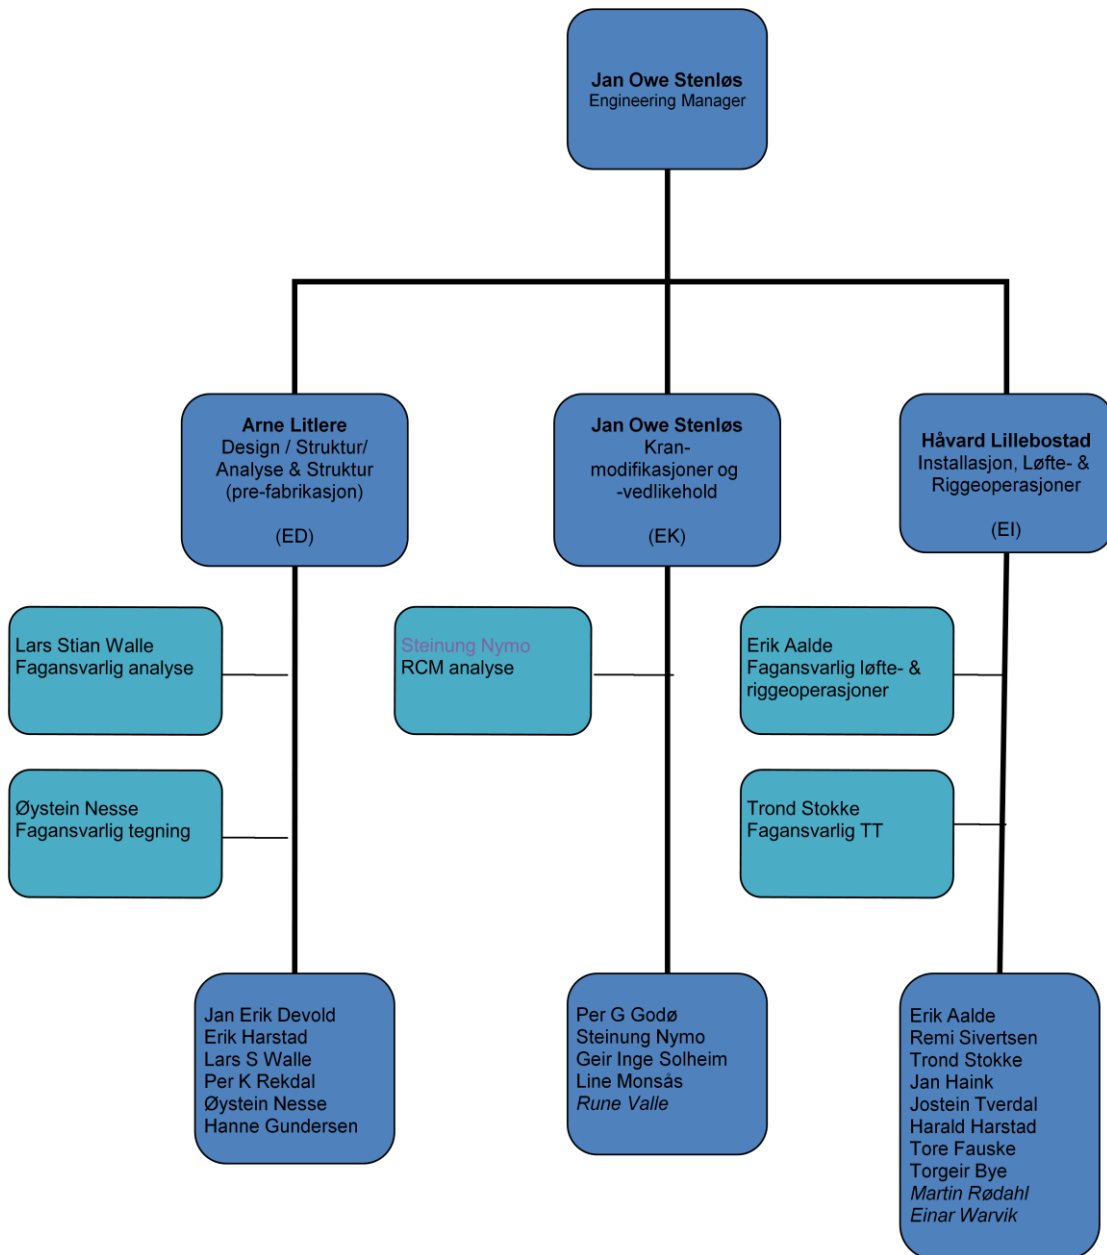 Jan Owe Stenløs
Engineering Manager
Arne Litlere
Design / Struktur/
Analyse & Struktur
(pre-fabrikasjon)
(ED)
Jan Owe Stenløs
Kran-
modifikasjoner og
-vedlikehold
(EK)
Håvard Lillebostad
Installasjon, Løfte- &
Riggeoperasjoner
(EI)
Lars Stian Walle
Fagansvarlig analyse
Steinung Nymo
RCM analyse
Erik Aalde
Fagansvarlig løfte- &
riggeoperasjoner
Øystein Nesse
Fagansvarlig tegning
Trond Stokke
Fagansvarlig TT
Jan Erik Devold
Erik Harstad
Lars S Walle
Per K Rekdal
Øystein Nesse
Hanne Gundersen
Per G Godø
Steinung Nymo
Geir Inge Solheim
Line Monsås
Rune Valle
Erik Aalde
Remi Sivertsen
Trond Stokke
Jan Haink
Jostein Tverdal
Harald Harstad
Tore Fauske
Torgeir Bye
Martin Rødahl
Einar Warvik